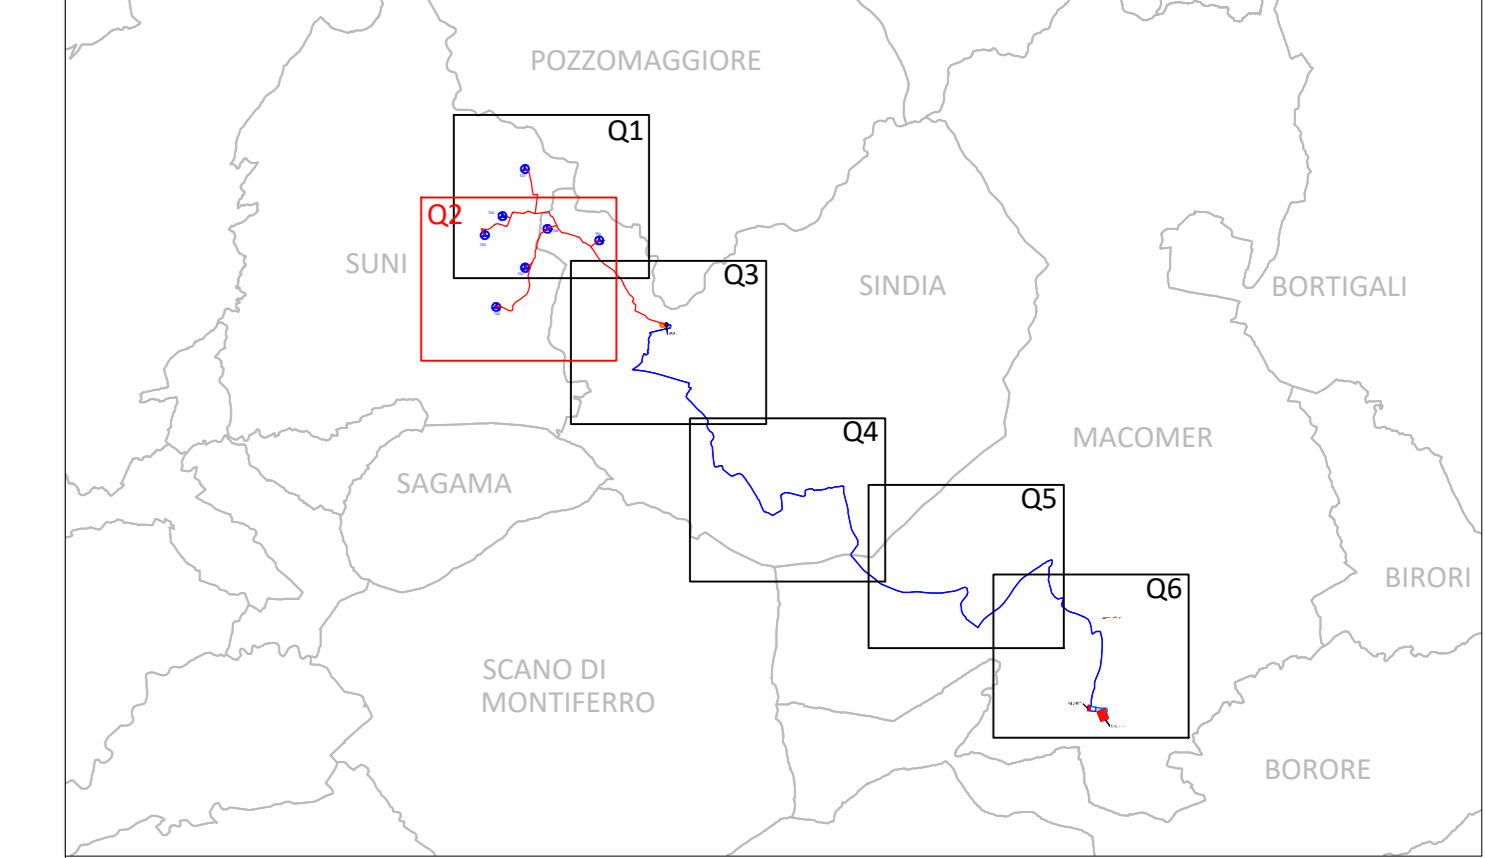 POZZOMAGGIORE
Q1
Q2
SUNI
Q3
SINDIA
BORTIGALI
Q4
MACOMER
SAGAMA
Q5
BIRORI
Q6
SCANO DI
MONTIFERRO
BORORE